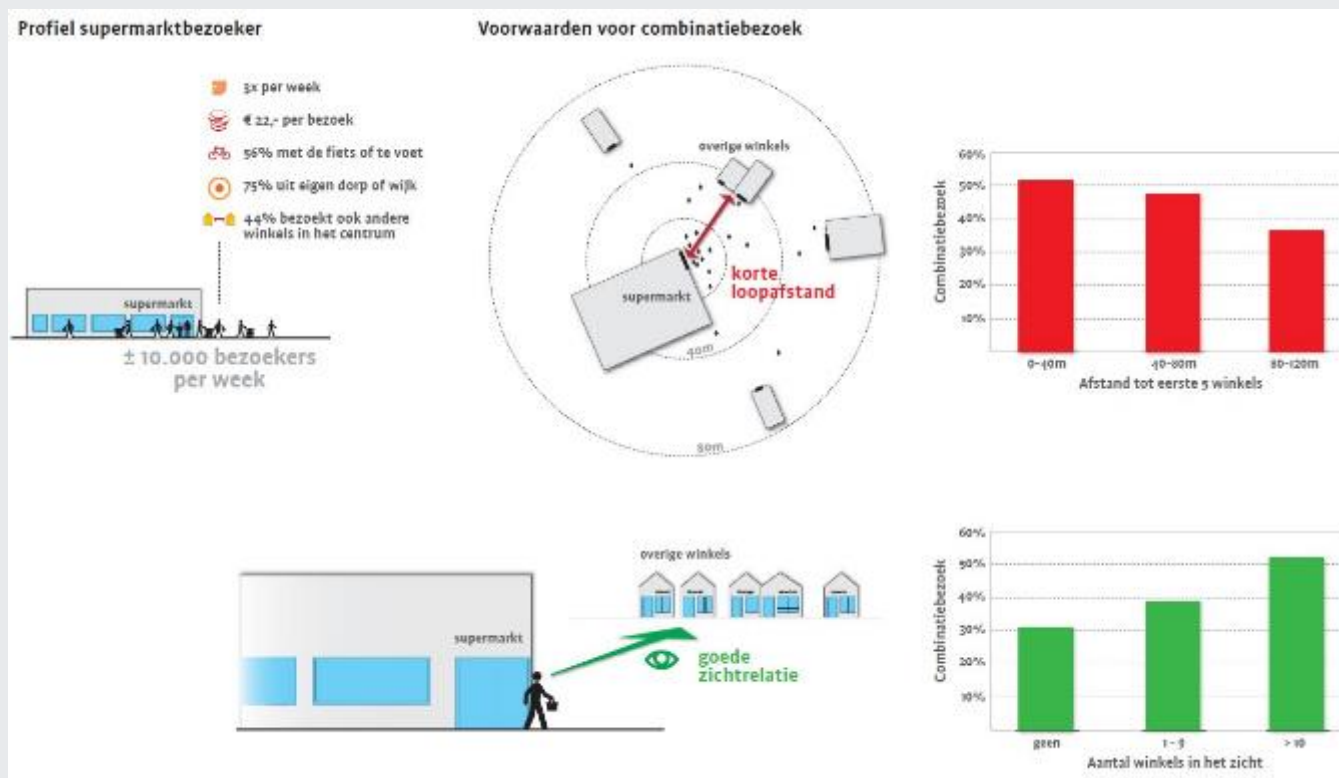 Profiel supermarktbezoeker
3x per week
€ 22,- per bezoek
56% met de fiets of te voet
75% uit eigen dorp of wijk
44% bezoekt ook andere
winkels in het centrum
supermarkt
± 10.000 bezoekers
per week
Voorwaarden voor combinatiebezoek
overige winkels
korte
loopafstand
supermarkt
40m
80m
60%
50%
40%
30%
20%
10%
Combinatiebezoek
0-40m
40-80m
80-120m
Afstand tot eerste 5 winkels
overige winkels
supermarkt
goede
zichtrelatie
60%
50%
40%
30%
20%
10%
Combinatiebezoek
geen
1 - 9
> 10
Aantal winkels in het zicht